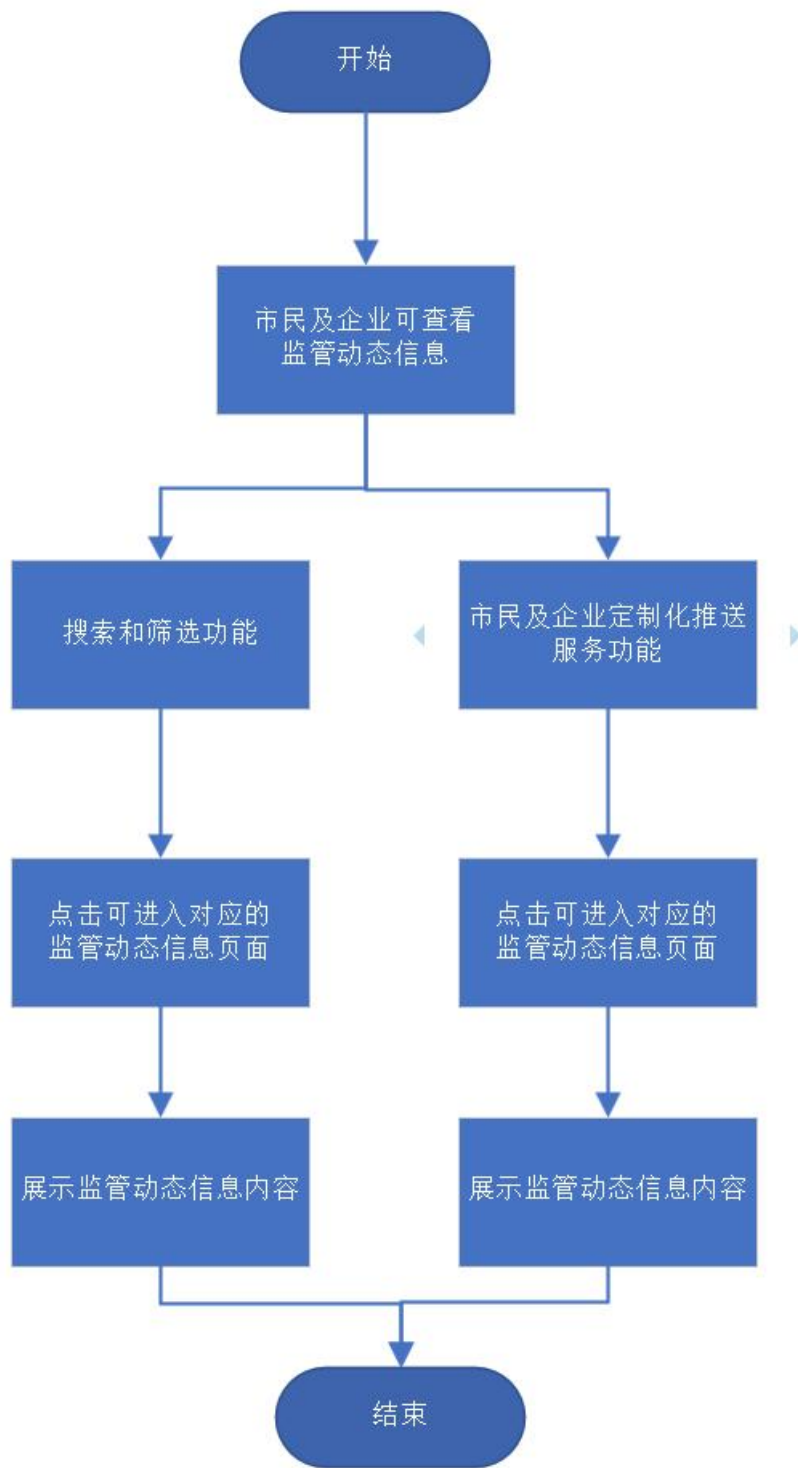 开始
市民及企业可查看
监管动态信息
搜索和筛选功能
市民及企业定制化推送
服务功能
点击可进入对应的
监管动态信息页面
点击可进入对应的
监管动态信息页面
展示监管动态信息内容
展示监管动态信息内容
结束